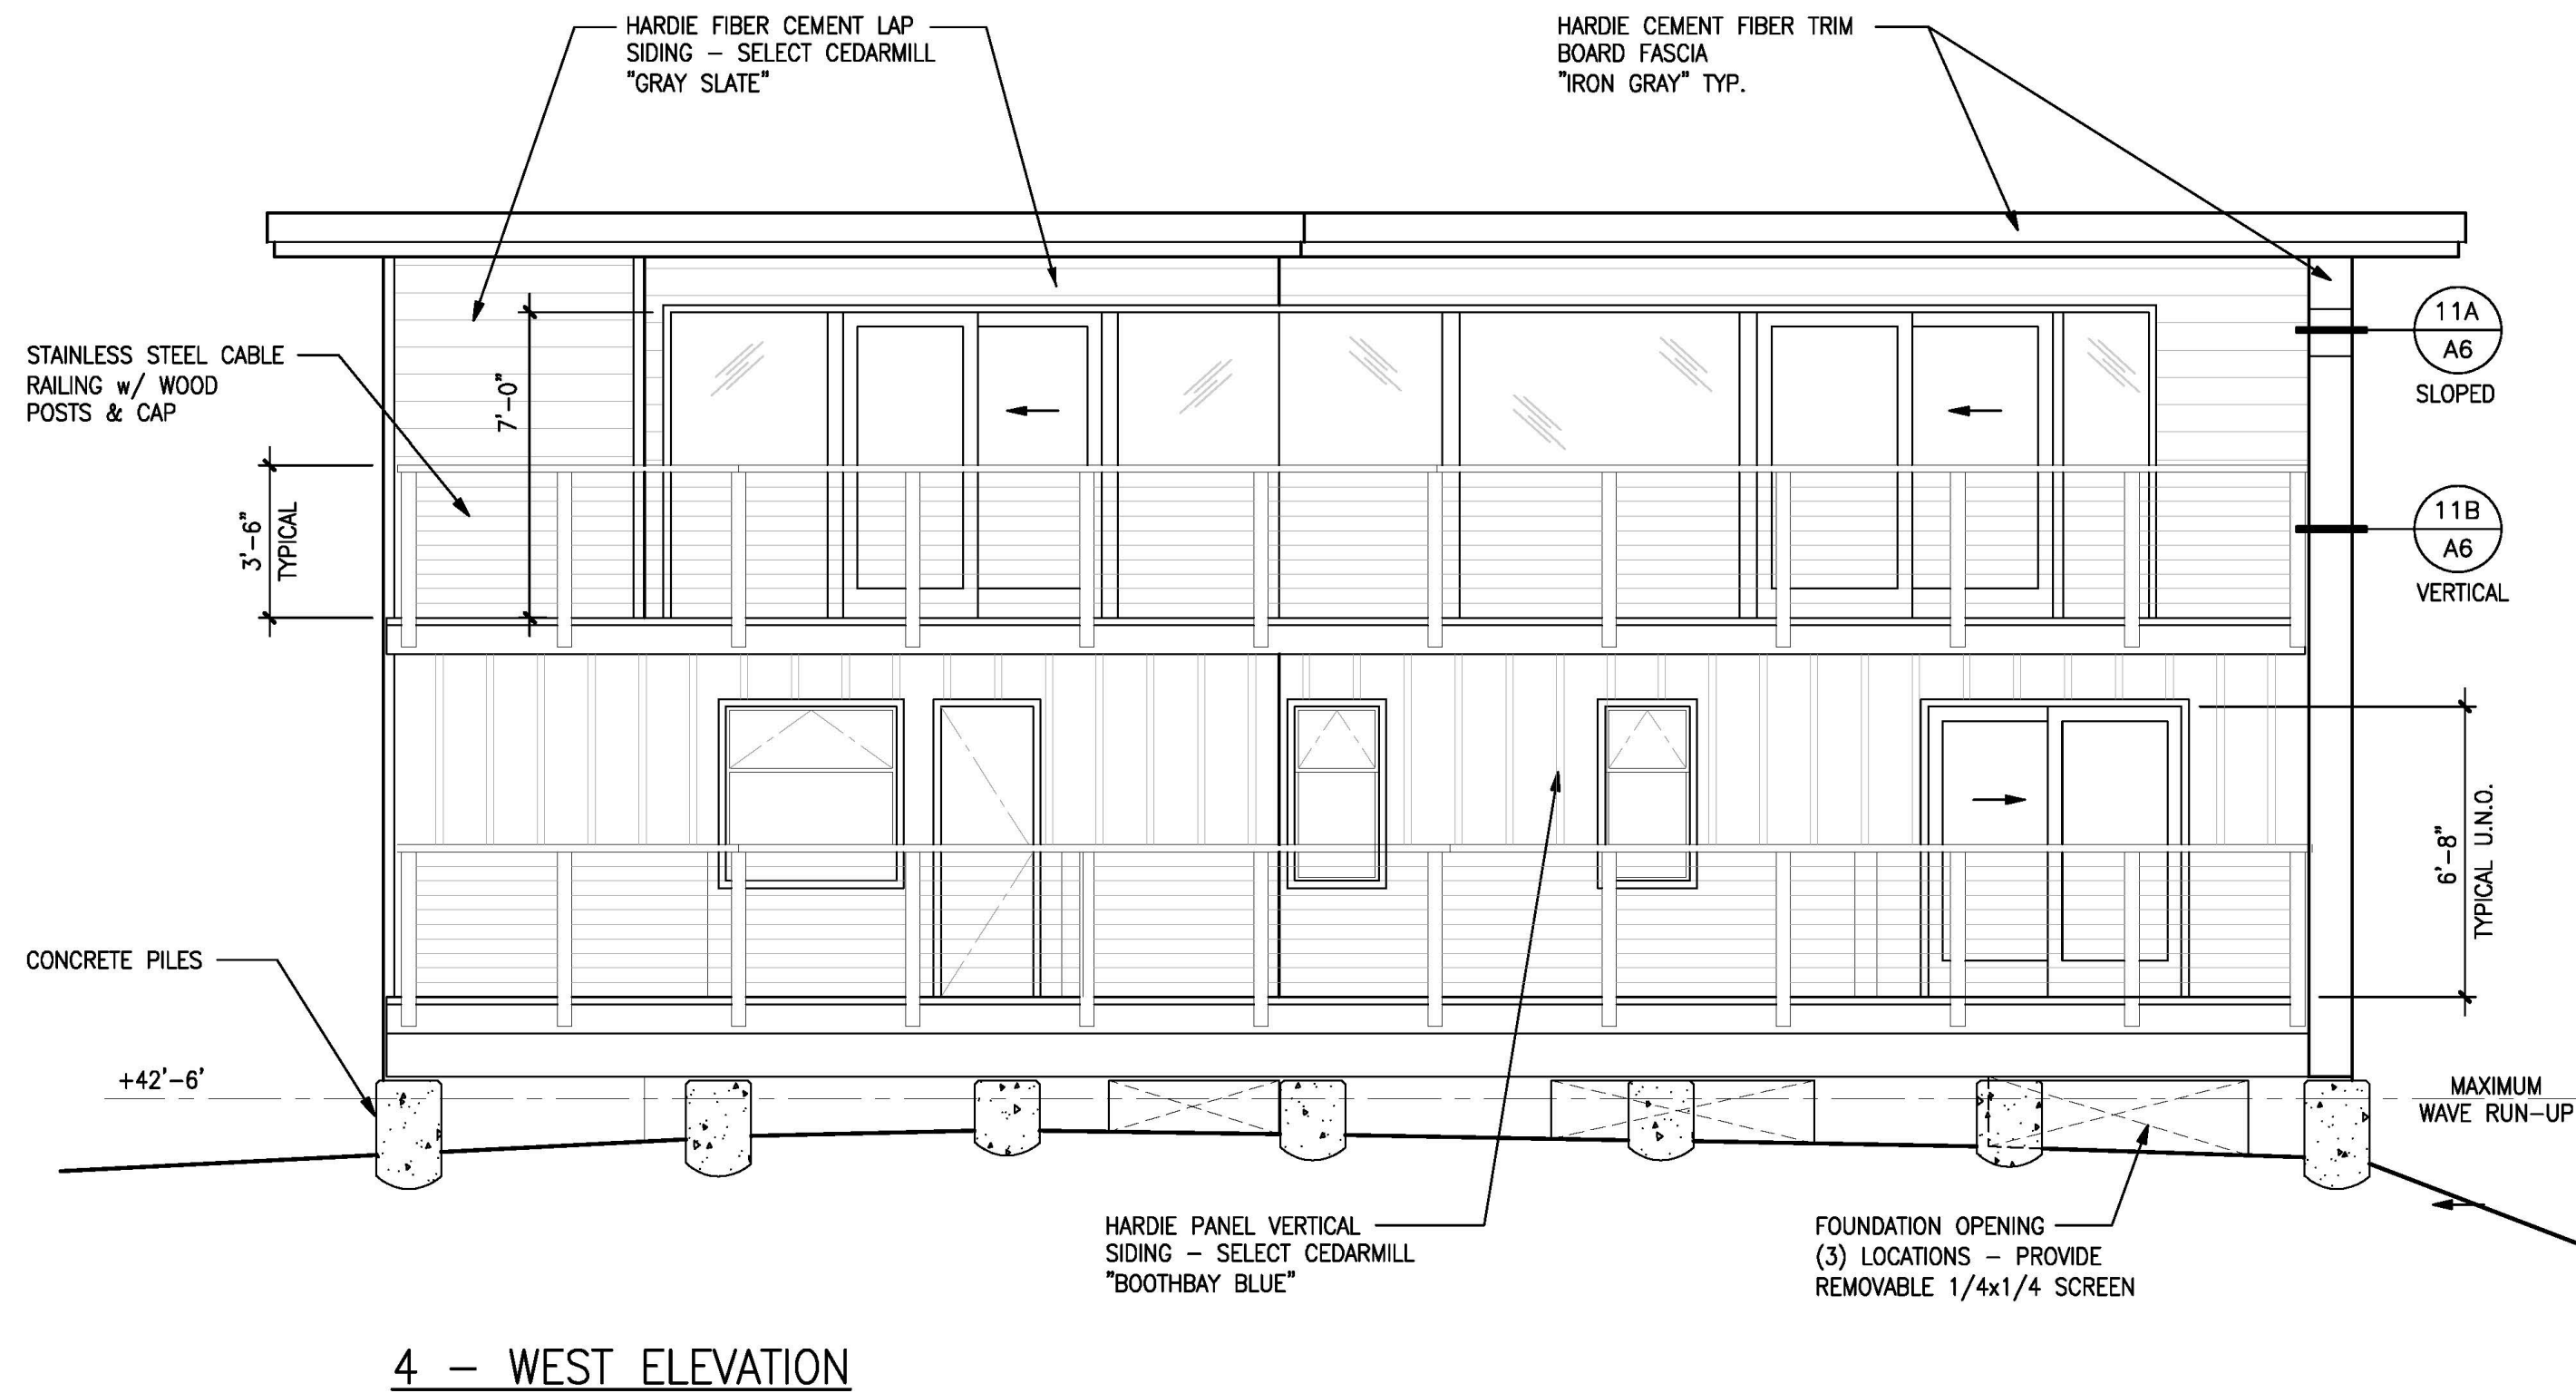 HARDIE FIBER CEMENT LAP
SIDING – SELECT CEDARMILL
"GRAY SLATE"
HARDIE CEMENT FIBER TRIM
BOARD FASCIA
"IRON GRAY" TYP.
STAINLESS STEEL CABLE
RAILING w/ WOOD
POSTS & CAP
7'-0"
3'-6"
TYPICAL
11A
A6
SLOPED
11B
A6
VERTICAL
6'-8"
TYPICAL U.N.O.
CONCRETE PILES
+42'-6'
MAXIMUM
WAVE RUN-UP
HARDIE PANEL VERTICAL
SIDING – SELECT CEDARMILL
"BOOTHBAY BLUE"
FOUNDATION OPENING
(3) LOCATIONS – PROVIDE
REMOVABLE 1/4x1/4 SCREEN
4 – WEST ELEVATION